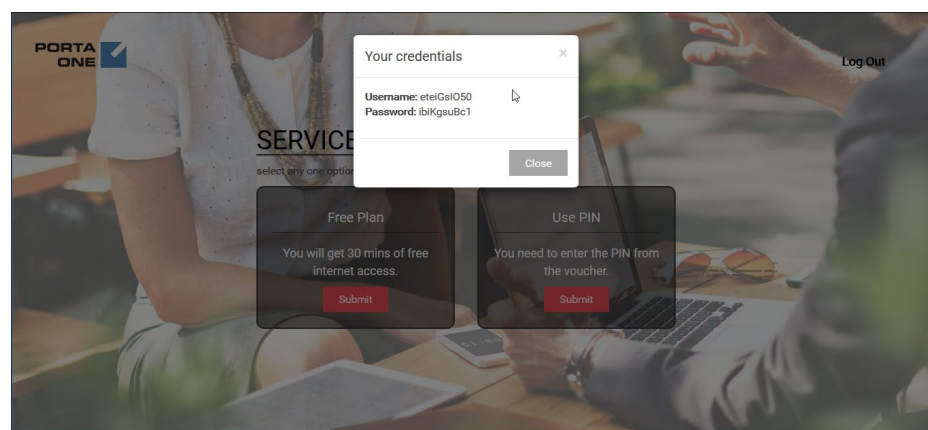 PORTA
ONE
Your credentials
×
Log Out
Username: eteiGsIO50
Password: ibiKgsuBc1
Close
SERVICE
select any one option
Free Plan
You will get 30 mins of free
internet access.
Submit
Use PIN
You need to enter the PIN from
the voucher.
Submit